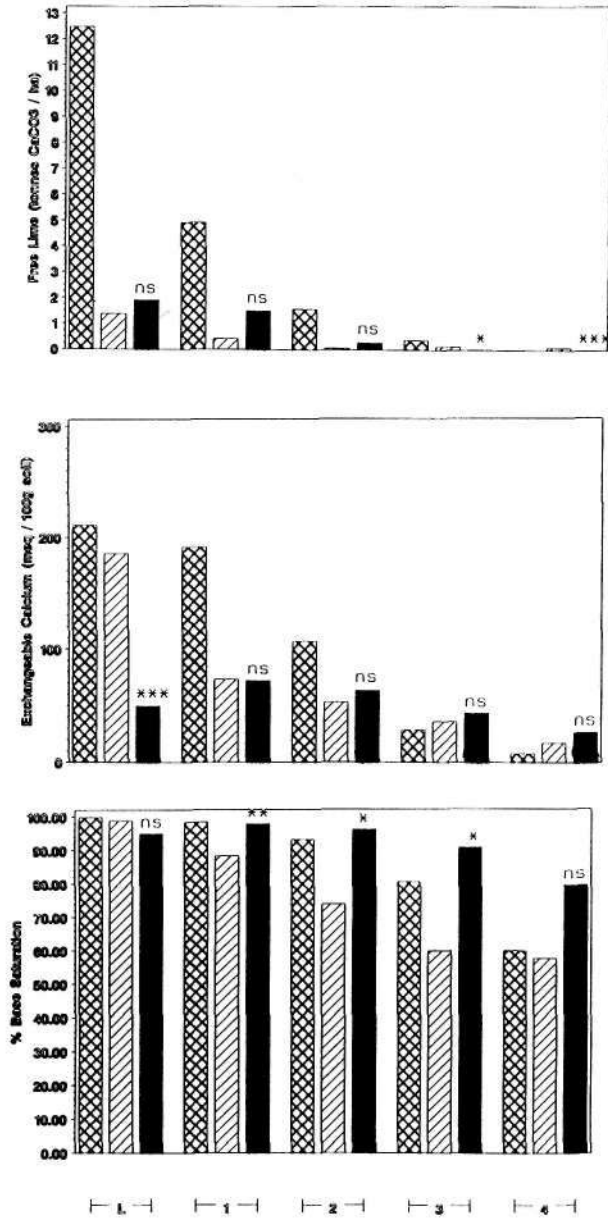 13
12
11
10
9
8
7
6
5
4
3
2
1
0
Free Lime (tonnes CaCO3 / ha)
ns
ns
ns
*
***
300
200
100
0
Exchangeable Calcium (meq / 100g soil)
***
ns
ns
ns
ns
100.00
90.00
80.00
70.00
60.00
50.00
40.00
30.00
20.00
10.00
0.00
% Base Saturation
ns
**
*
*
ns
L 1 2 3 4